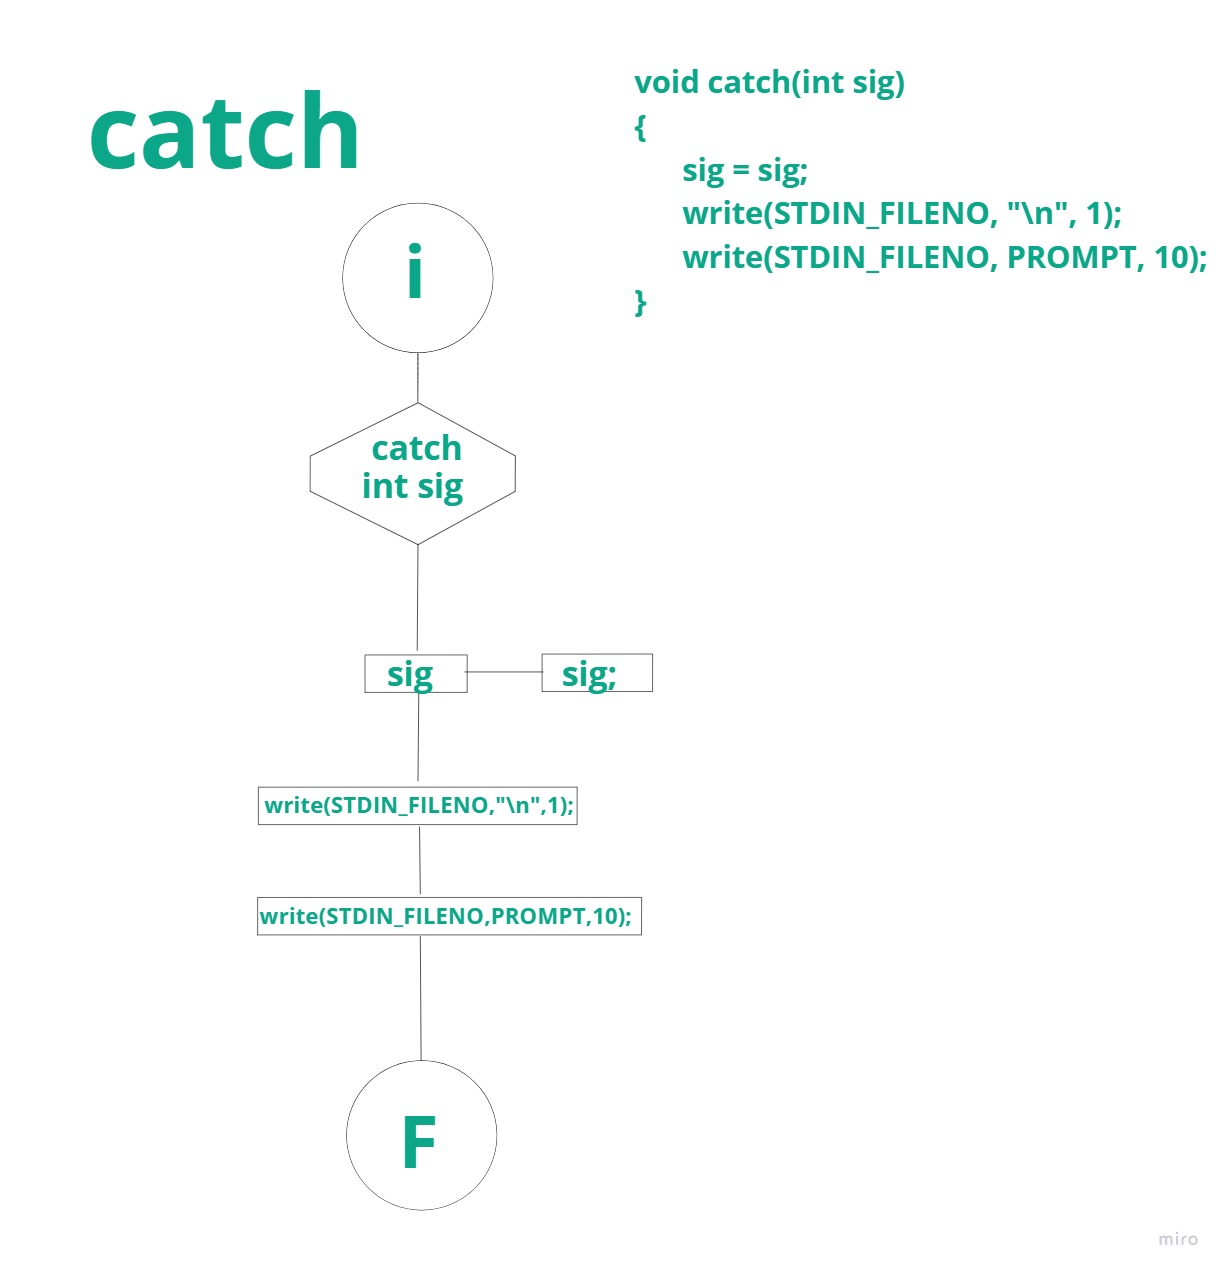 catch
void catch(int sig)
{
sig = sig;
write(STDIN_FILENO, "\n", 1);
write(STDIN_FILENO, PROMPT, 10);
}
i
catch
int sig
sig
sig;
write(STDIN_FILENO,"\n",1);
write(STDIN_FILENO,PROMPT,10);
F
miro